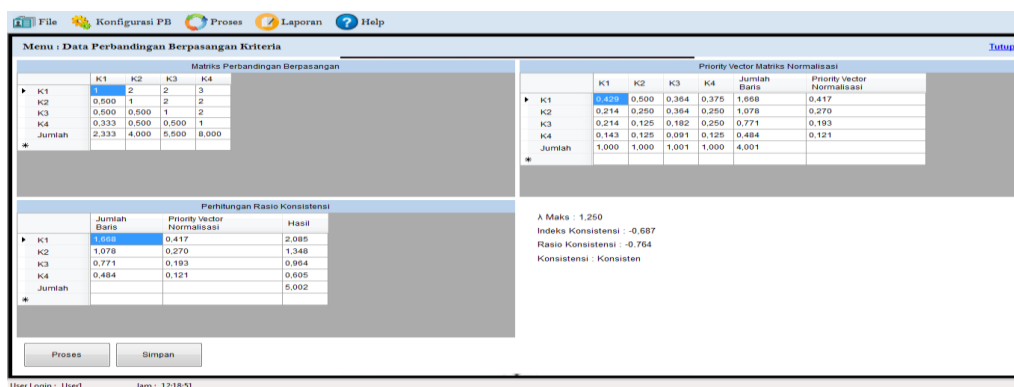 File Konfigurasi PB Proses Laporan Help
Menu : Data Perbandingan Berpasangan Kriteria Tutup
Matriks Perbandingan Berpasangan
K1 K2 K3 K4
K1 1 2 2 3
K2 0,500 1 2 2
K3 0,500 0,500 1 2
K4 0,333 0,500 0,500 1
Jumlah 2,333 4,000 5,500 8,000
Priority Vector Matriks Normalisasi
K1 K2 K3 K4 Jumlah Baris Priority Vector Normalisasi
K1 0,429 0,500 0,364 0,375 1,668 0,417
K2 0,214 0,250 0,364 0,250 1,078 0,270
K3 0,214 0,125 0,182 0,250 0,771 0,193
K4 0,143 0,125 0,091 0,125 0,484 0,121
Jumlah 1,000 1,000 1,001 1,000 4,001
Perhitungan Rasio Konsistensi
Jumlah Baris Priority Vector Normalisasi Hasil
K1 1,668 0,417 2,085
K2 1,078 0,270 1,348
K3 0,771 0,193 0,964
K4 0,484 0,121 0,605
Jumlah 5,002
λ Maks : 1,250
Indeks Konsistensi : -0,687
Rasio Konsistensi : -0.764
Konsistensi : Konsisten
Proses Simpan
User Login : User1 Jam : 12:18:51